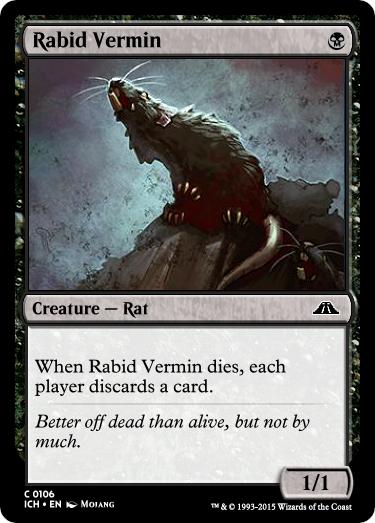 Rabid Vermin
Creature — Rat
When Rabid Vermin dies, each
player discards a card.
Better off dead than alive, but not by
much.
1/1
C 0106
ICH • EN Mojang
™ & © 1993-2015 Wizards of the Coast